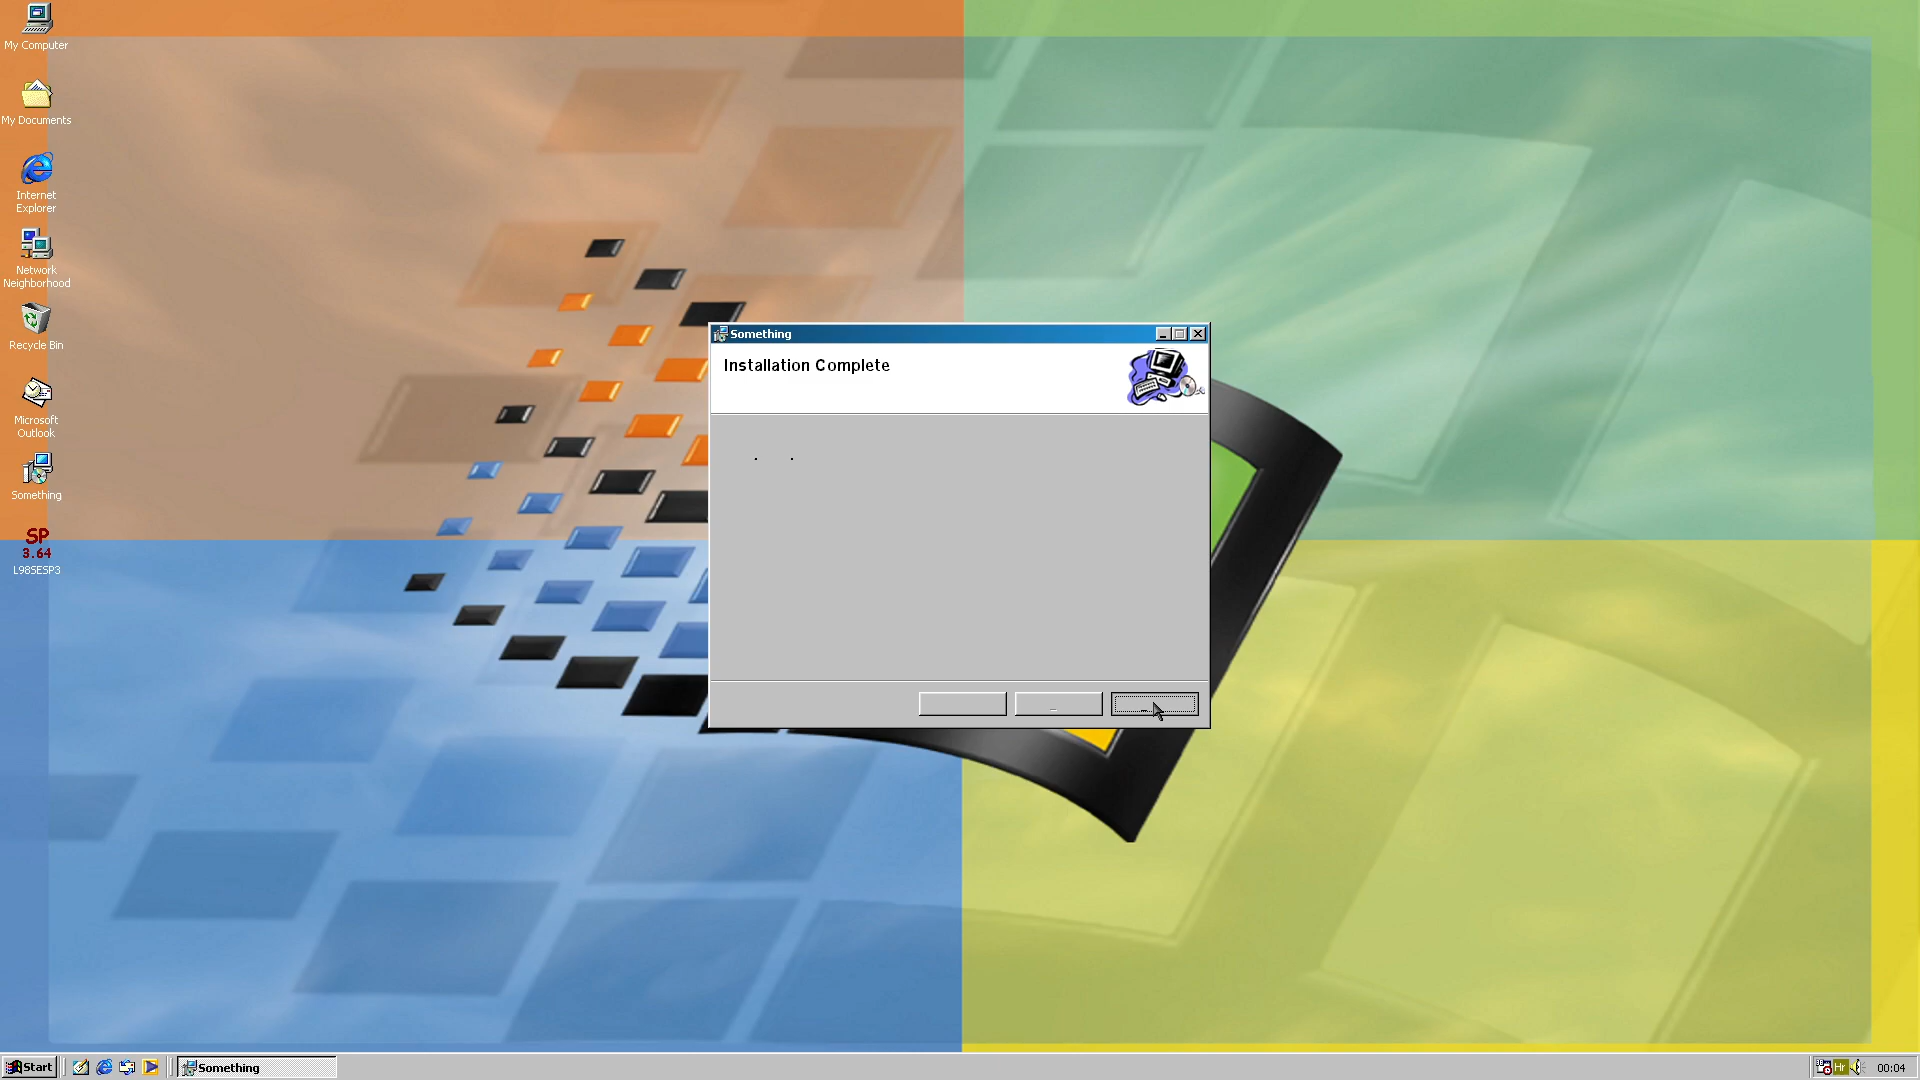 My Computer
My Documents
Internet
Explorer
Network
Neighborhood
Recycle Bin
Microsoft
Outlook
Something
SP
3.64
L98SESP3
Something
Installation Complete
. .
_
_
Start
Something
Hr
00:04